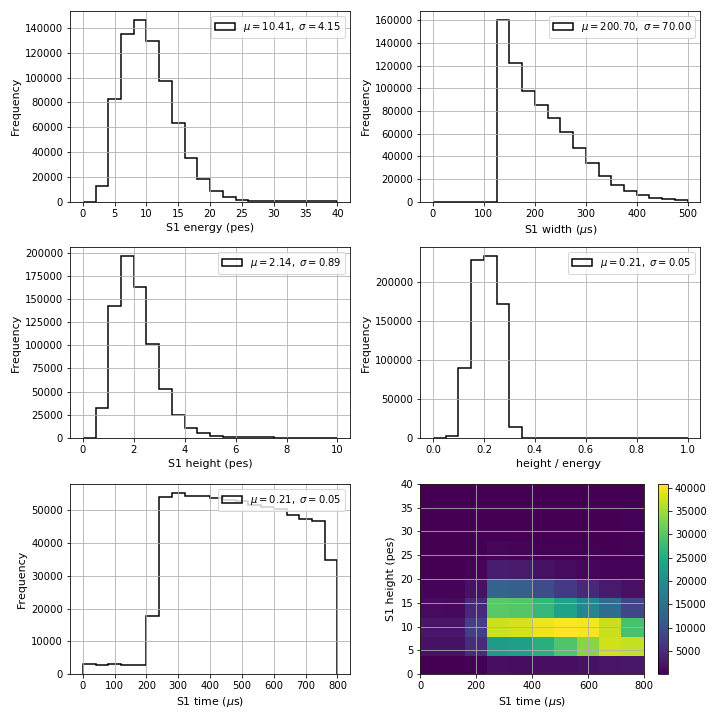 μ = 10.41, σ = 4.15
Frequency
140000
120000
100000
80000
60000
40000
20000
0
0 5 10 15 20 25 30 35 40
S1 energy (pes)
μ = 200.70, σ = 70.00
Frequency
160000
140000
120000
100000
80000
60000
40000
20000
0
0 100 200 300 400 500
S1 width (μs)
μ = 2.14, σ = 0.89
Frequency
200000
175000
150000
125000
100000
75000
50000
25000
0
0 2 4 6 8 10
S1 height (pes)
μ = 0.21, σ = 0.05
Frequency
200000
100000
0
0.0 0.2 0.4 0.6 0.8 1.0
height / energy
μ = 0.21, σ = 0.05
Frequency
50000
40000
30000
20000
10000
0
0 100 200 300 400 500 600 700 800
S1 time (μs)
S1 height (pes)
40
35
30
25
20
15
10
5
0
0 200 400 600 800
S1 time (μs)
40000
35000
30000
25000
20000
15000
10000
5000